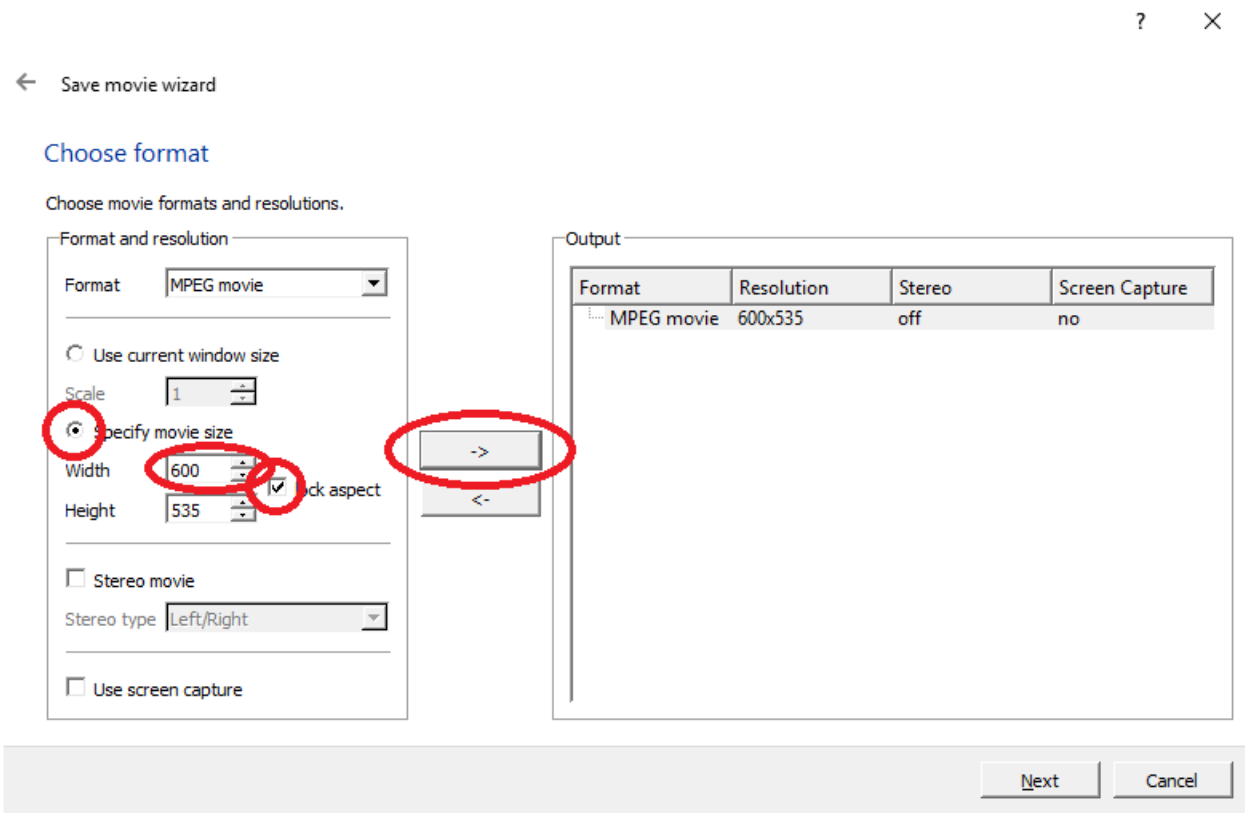 ?
Save movie wizard
Choose format
Choose movie formats and resolutions.
Format and resolution
Format MPEG movie
Use current window size
Scale 1
Specify movie size
Width 600
lock aspect
Height 535
Stereo movie
Stereo type Left/Right
Use screen capture
->
<-
Output
Format Resolution Stereo Screen Capture
MPEG movie 600x535 off no
Next Cancel